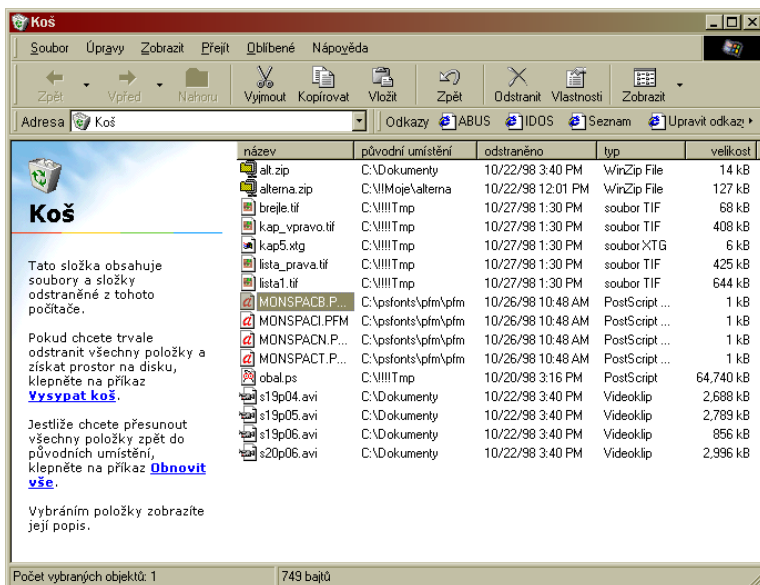 Koš
Soubor Úpravy Zobrazit Přejít Oblíbené Nápověda
Zpět Vpřed Nahoru Vyjmout Kopírovat Vložit Zpět Odstranit Vlastnosti Zobrazit
Adresa Koš Odkazy ABUS IDOS Seznam Upravit odkazy
Koš
Tato složka obsahuje
soubory a složky
odstraněné z tohoto
počítače.
Pokud chcete trvale
odstranit všechny položky a
získat prostor na disku,
klepněte na příkaz
Vysypat koš.
Jestliže chcete přesunout
všechny položky zpět do
původních umístění,
klepněte na příkaz Obnovit
vše.
Vybráním položky zobrazíte
její popis.
název původní umístění odstraněno typ velikost
alt.zip C:\Dokumenty 10/22/98 3:40 PM WinZip File 14 kB
alterna.zip C:\!!Moje\alterna 10/22/98 12:01 PM WinZip File 127 kB
brejle.tif C:\!!!!Tmp 10/27/98 1:30 PM soubor TIF 68 kB
kap_vpravo.tif C:\!!!!Tmp 10/27/98 1:30 PM soubor TIF 408 kB
kap5.xtg C:\!!!!Tmp 10/27/98 1:30 PM soubor XTG 6 kB
lista_prava.tif C:\!!!!Tmp 10/27/98 1:30 PM soubor TIF 425 kB
lista1.tif C:\!!!!Tmp 10/27/98 1:30 PM soubor TIF 644 kB
MONSPACB.P... C:\psfonts\pfm\pfm 10/26/98 10:48 AM PostScript ... 1 kB
MONSPACI.PFM C:\psfonts\pfm\pfm 10/26/98 10:48 AM PostScript ... 1 kB
MONSPACN.P... C:\psfonts\pfm\pfm 10/26/98 10:48 AM PostScript ... 1 kB
MONSPACT.P... C:\psfonts\pfm\pfm 10/26/98 10:48 AM PostScript ... 1 kB
obal.ps C:\!!!!Tmp 10/20/98 3:16 PM PostScript 64,740 kB
s19p04.avi C:\Dokumenty 10/22/98 3:40 PM Videoklip 2,688 kB
s19p05.avi C:\Dokumenty 10/22/98 3:40 PM Videoklip 2,789 kB
s19p06.avi C:\Dokumenty 10/22/98 3:40 PM Videoklip 856 kB
s20p06.avi C:\Dokumenty 10/22/98 3:40 PM Videoklip 2,996 kB
Počet vybraných objektů: 1 749 bajtů